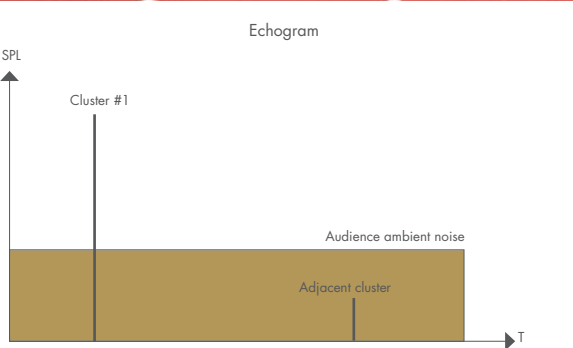 Echogram
SPL
Cluster #1
Audience ambient noise
Adjacent cluster
T